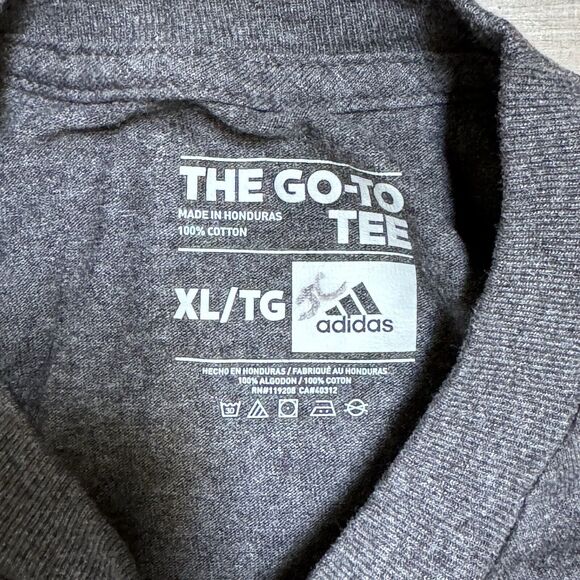 THE GO-TO
TEE
MADE IN HONDURAS
100% COTTON
XL/TG
adidas
HECHO EN HONDURAS / FABRIQUÉ AU HONDURAS
100% ALGODON / 100% COTON
RN#119208 CA#40312
30